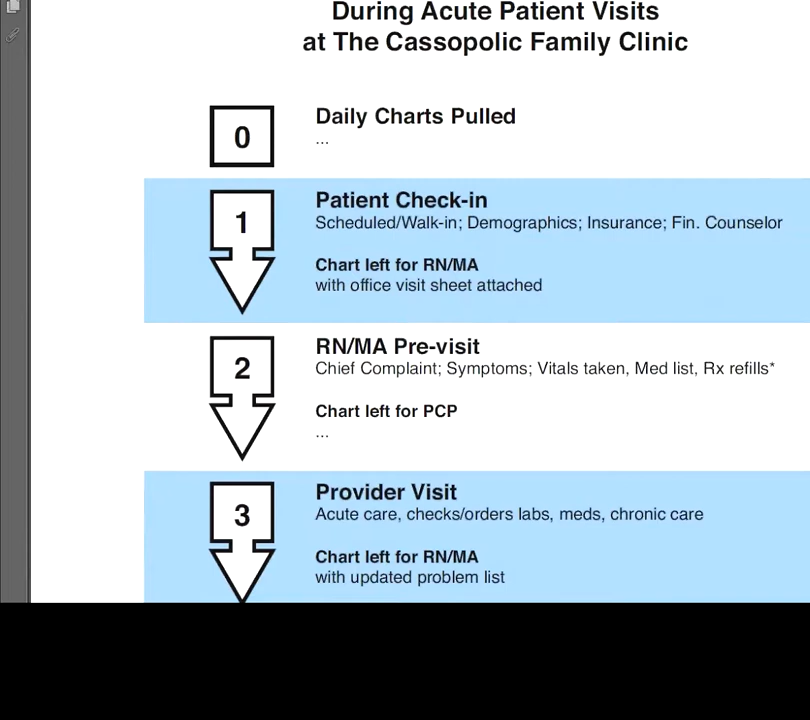 During Acute Patient Visits
at The Cassopolic Family Clinic
0
Daily Charts Pulled
...
1
Patient Check-in
Scheduled/Walk-in; Demographics; Insurance; Fin. Counselor
Chart left for RN/MA
with office visit sheet attached
2
RN/MA Pre-visit
Chief Complaint; Symptoms; Vitals taken, Med list, Rx refills*
Chart left for PCP
...
3
Provider Visit
Acute care, checks/orders labs, meds, chronic care
Chart left for RN/MA
with updated problem list